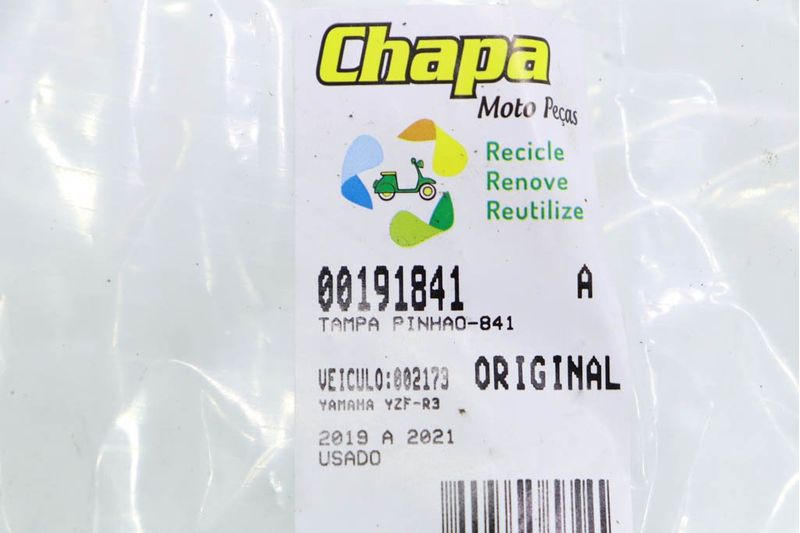 Chapa
Moto Peças
Recicle
Renove
Reutilize
00191841 A
TAMPA PINHAO-841
VEICULO:002173 ORIGINAL
YAMAHA YZF-R3
2019 A 2021
USADO